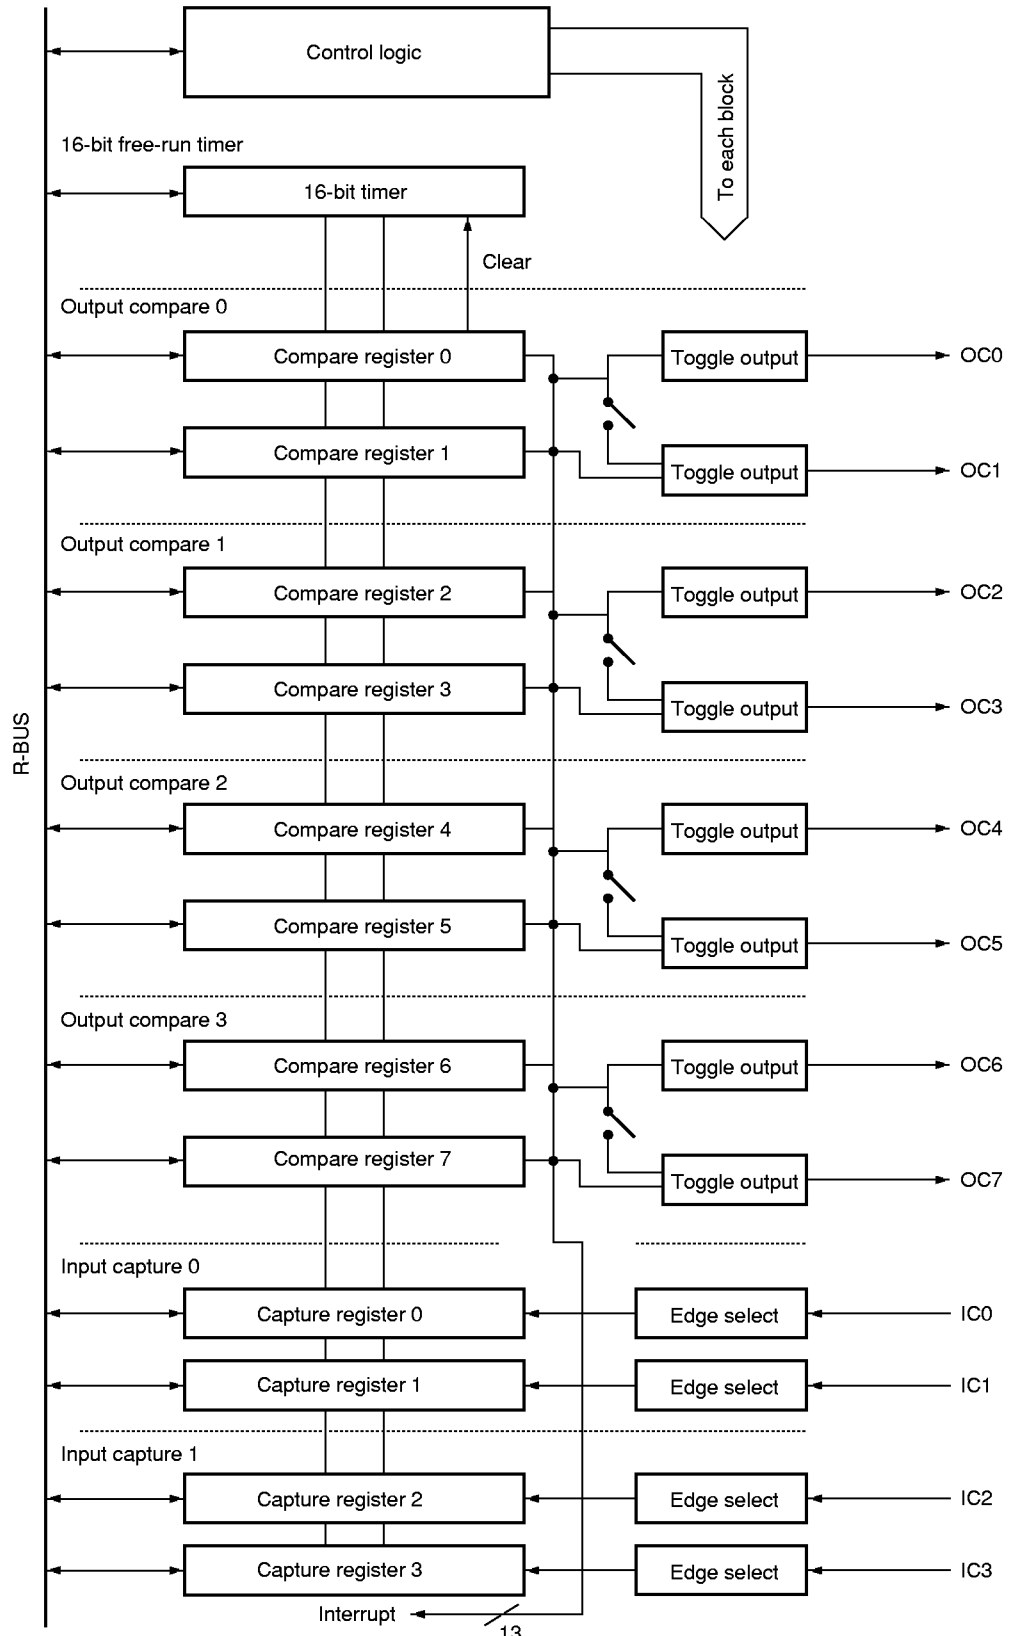 Control logic
To each block
16-bit free-run timer
16-bit timer
Clear
Output compare 0
Compare register 0
Toggle output
OC0
Compare register 1
Toggle output
OC1
Output compare 1
Compare register 2
Toggle output
OC2
Compare register 3
Toggle output
OC3
R-BUS
Output compare 2
Compare register 4
Toggle output
OC4
Compare register 5
Toggle output
OC5
Output compare 3
Compare register 6
Toggle output
OC6
Compare register 7
Toggle output
OC7
Input capture 0
Capture register 0
Edge select
IC0
Capture register 1
Edge select
IC1
Input capture 1
Capture register 2
Edge select
IC2
Capture register 3
Edge select
IC3
Interrupt
13